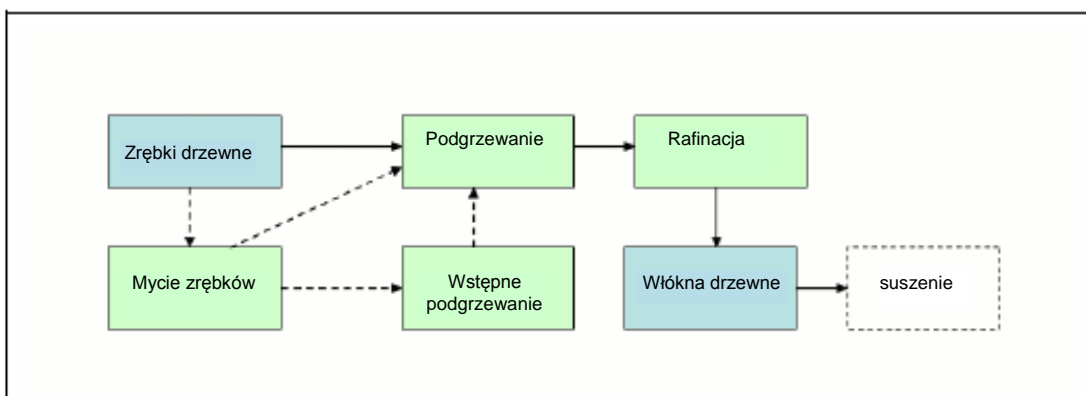 Zrębki drzewne
Podgrzewanie
Rafinacja
Mycie zrębków
Wstępne
podgrzewanie
Włókna drzewne
suszenie